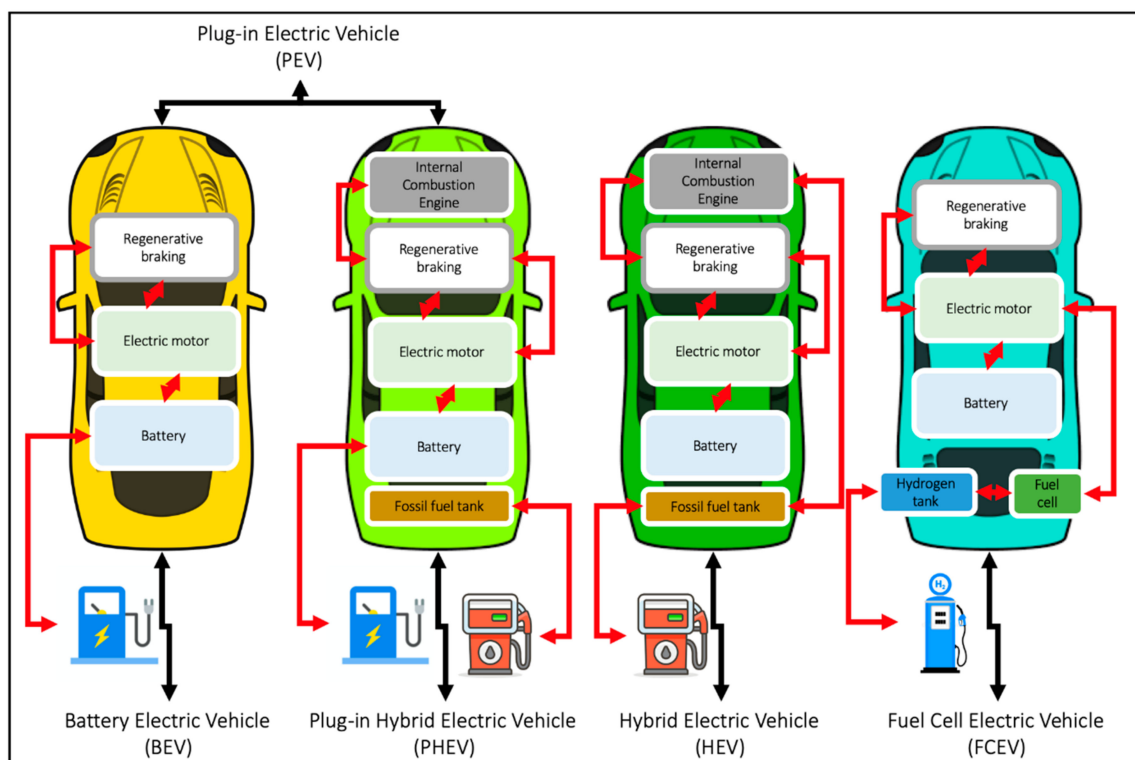 Plug-in Electric Vehicle
(PEV)
Regenerative
braking
Electric motor
Battery
Internal
Combustion
Engine
Regenerative
braking
Electric motor
Battery
Fossil fuel tank
Internal
Combustion
Engine
Regenerative
braking
Electric motor
Battery
Fossil fuel tank
Regenerative
braking
Electric motor
Battery
Hydrogen
tank
Fuel
cell
H₂
Battery Electric Vehicle
(BEV)
Plug-in Hybrid Electric Vehicle
(PHEV)
Hybrid Electric Vehicle
(HEV)
Fuel Cell Electric Vehicle
(FCEV)